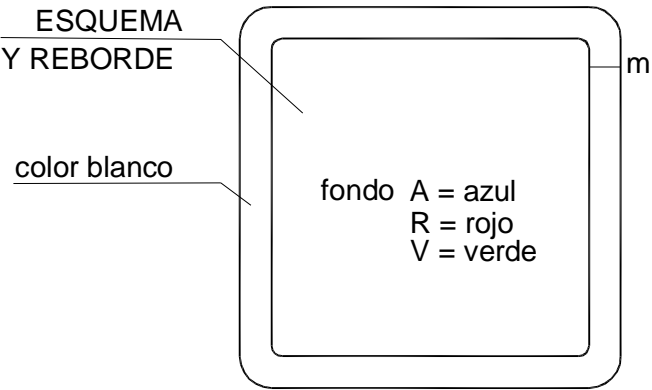 ESQUEMA
Y REBORDE
m
color blanco
fondo A = azul
R = rojo
V = verde